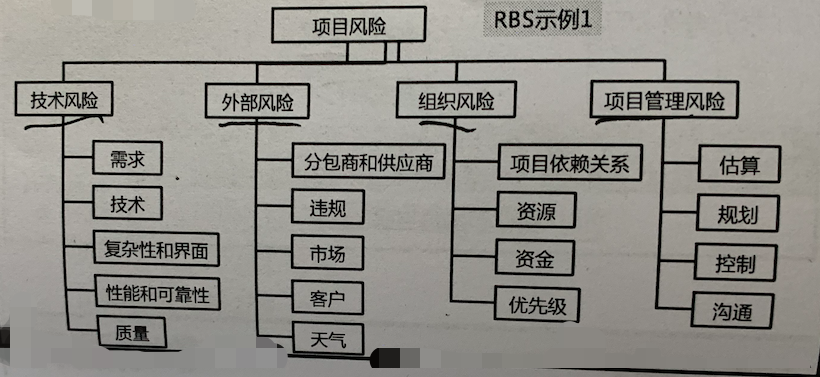 项目风险
RBS示例1
技术风险
外部风险
组织风险
项目管理风险
需求
技术
复杂性和界面
性能和可靠性
质量
分包商和供应商
违规
市场
客户
天气
项目依赖关系
资源
资金
优先级
估算
规划
控制
沟通